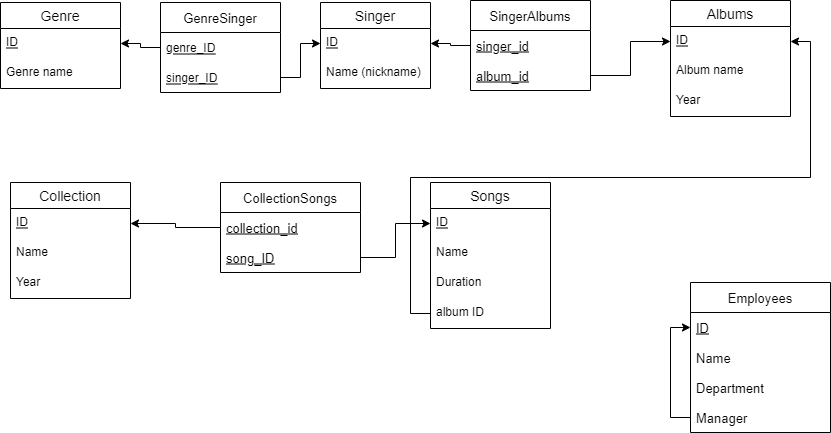 Genre
ID
Genre name
GenreSinger
genre_ID
singer_ID
Singer
ID
Name (nickname)
SingerAlbums
singer_id
album_id
Albums
ID
Album name
Year
Collection
ID
Name
Year
CollectionSongs
collection_id
song_ID
Songs
ID
Name
Duration
album ID
Employees
ID
Name
Department
Manager